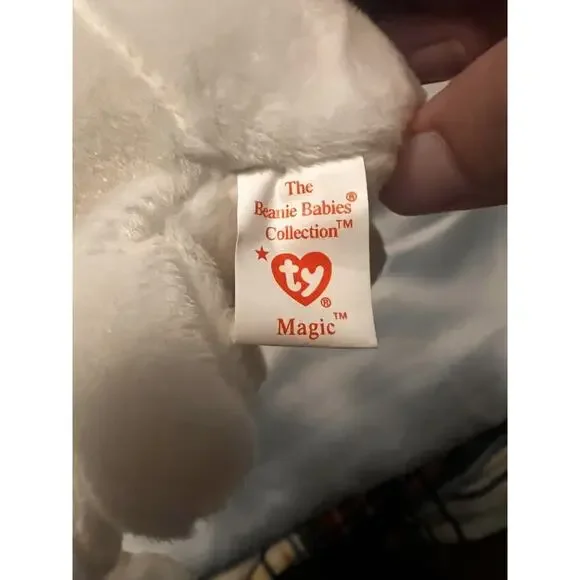 The
Beanie Babies®
Collection™
ty®
Magic™